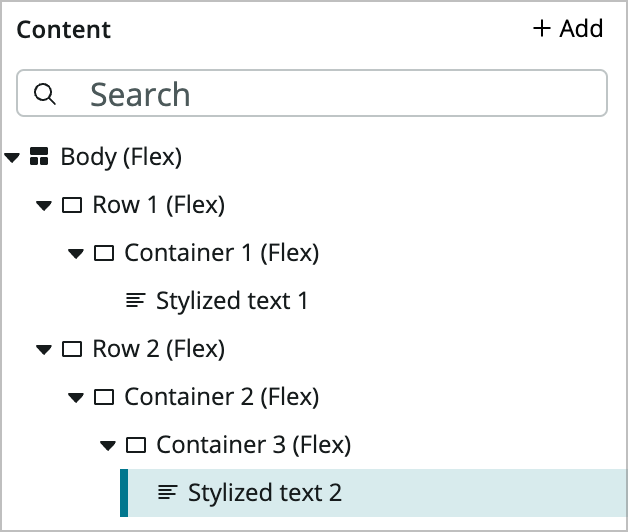 Content
+ Add
Search
Body (Flex)
Row 1 (Flex)
Container 1 (Flex)
Stylized text 1
Row 2 (Flex)
Container 2 (Flex)
Container 3 (Flex)
Stylized text 2